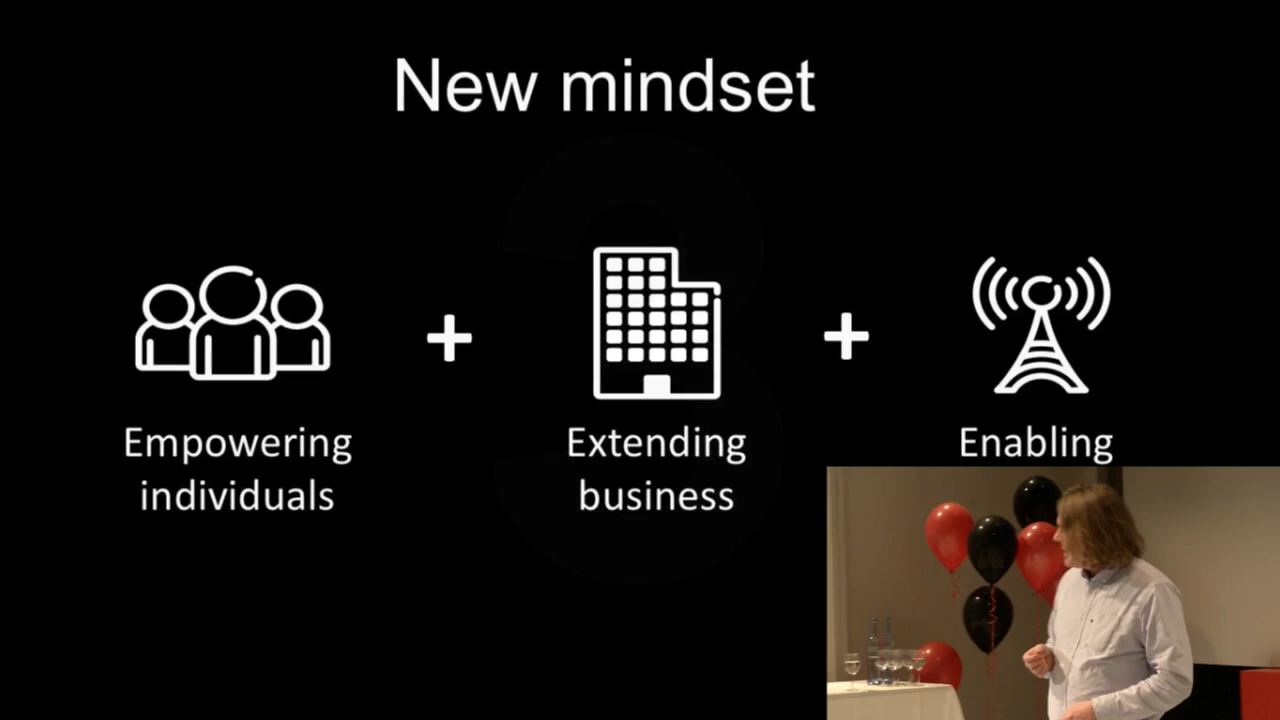 New mindset
Empowering
individuals
+
Extending
business
+
Enabling